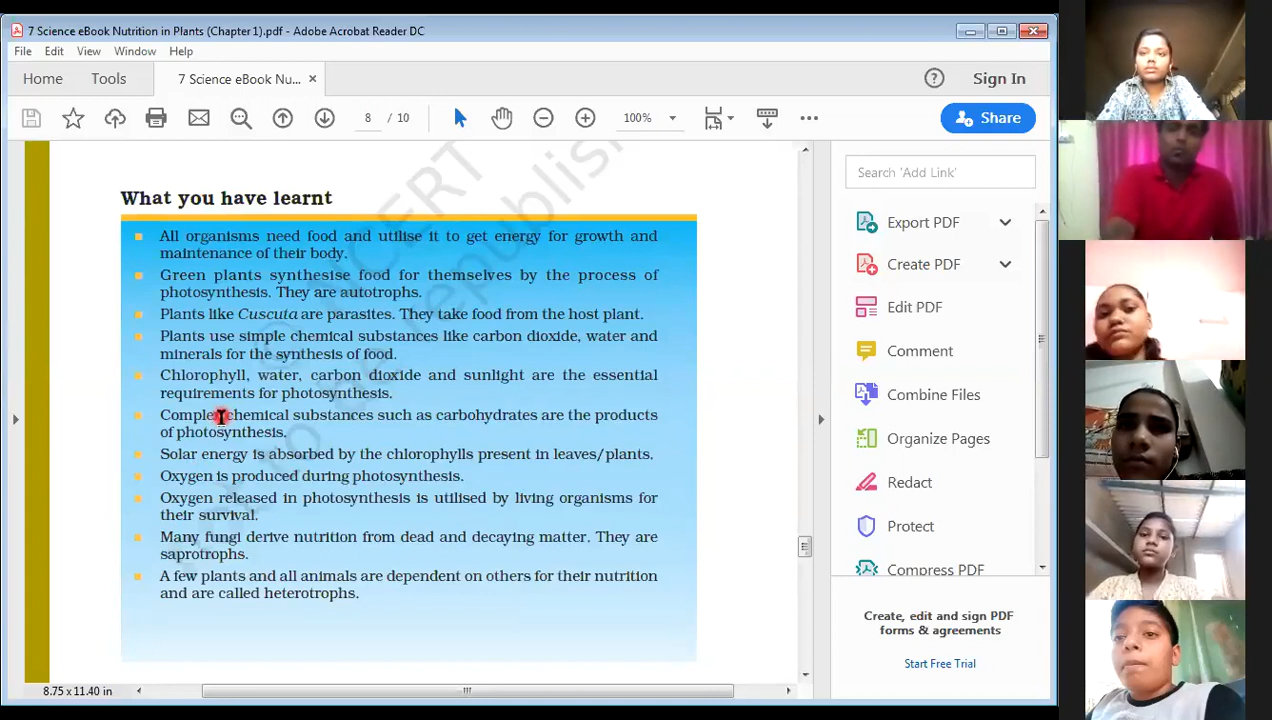 7 Science eBook Nutrition in Plants (Chapter 1).pdf - Adobe Acrobat Reader DC
File Edit View Window Help
Home Tools 7 Science eBook Nu... × Sign In
8 / 10 100% Share
What you have learnt
All organisms need food and utilise it to get energy for growth and
maintenance of their body.
Green plants synthesise food for themselves by the process of
photosynthesis. They are autotrophs.
Plants like Cuscuta are parasites. They take food from the host plant.
Plants use simple chemical substances like carbon dioxide, water and
minerals for the synthesis of food.
Chlorophyll, water, carbon dioxide and sunlight are the essential
requirements for photosynthesis.
Comple chemical substances such as carbohydrates are the products
of photosynthesis.
Solar energy is absorbed by the chlorophylls present in leaves/plants.
Oxygen is produced during photosynthesis.
Oxygen released in photosynthesis is utilised by living organisms for
their survival.
Many fungi derive nutrition from dead and decaying matter. They are
saprotrophs.
A few plants and all animals are dependent on others for their nutrition
and are called heterotrophs.
© NCERT
republish
8.75 x 11.40 in
Search 'Add Link'
Export PDF
Create PDF
Edit PDF
Comment
Combine Files
Organize Pages
Redact
Protect
Compress PDF
Create, edit and sign PDF
forms & agreements
Start Free Trial